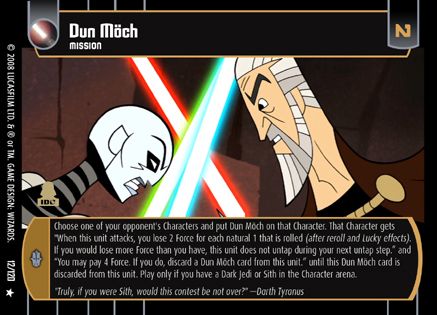 Dun Möch
MISSION
N
IDC
Choose one of your opponent's Characters and put Dun Möch on that Character. That Character gets
"When this unit attacks, you lose 2 Force for each natural 1 that is rolled (after reroll and Lucky effects).
If you would lose more Force than you have, this unit does not untap during your next untap step." and
"You may pay 4 Force. If you do, discard a Dun Möch card from this unit." until this Dun Möch card is
discarded from this unit. Play only if you have a Dark Jedi or Sith in the Character arena.
"Truly, if you were Sith, would this contest be not over?" —Darth Tyranus
© 2008 LUCASFILM LTD. & ® or TM. GAME DESIGN: WIZARDS.